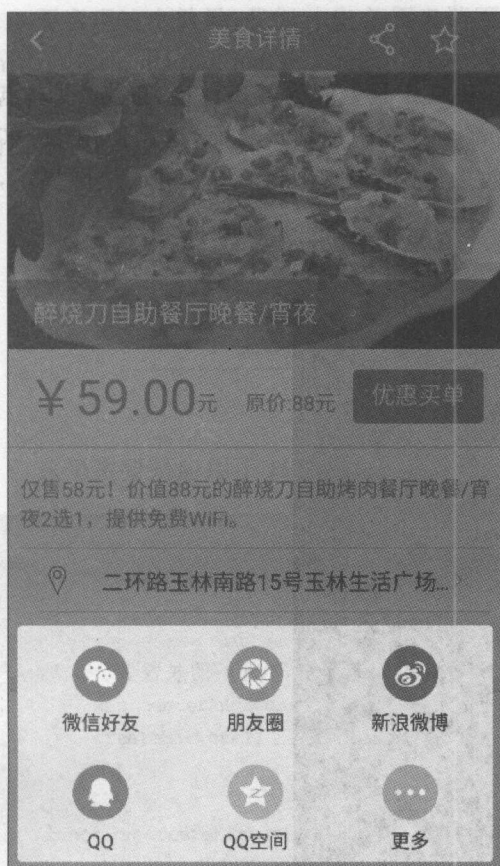 美食详情
醉烧刀自助餐厅晚餐/宵夜
￥59.00元 原价:88元 优惠买单
仅售58元！价值88元的醉烧刀自助烤肉餐厅晚餐/宵
夜2选1，提供免费WiFi。
二环路玉林南路15号玉林生活广场...
微信好友 朋友圈 新浪微博
QQ QQ空间 更多